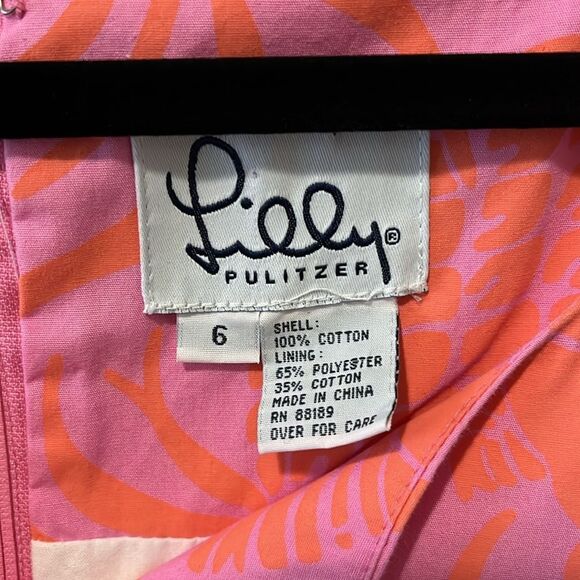 Lilly®
PULITZER
6
SHELL:
100% COTTON
LINING:
65% POLYESTER
35% COTTON
MADE IN CHINA
RN 88189
OVER FOR CARE